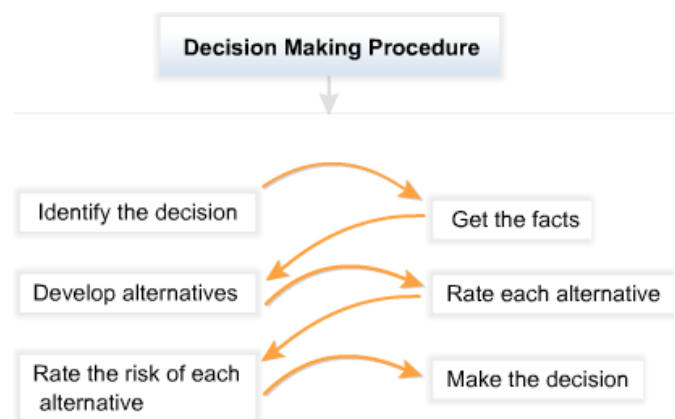 Decision Making Procedure
Identify the decision
Get the facts
Develop alternatives
Rate each alternative
Rate the risk of each
alternative
Make the decision